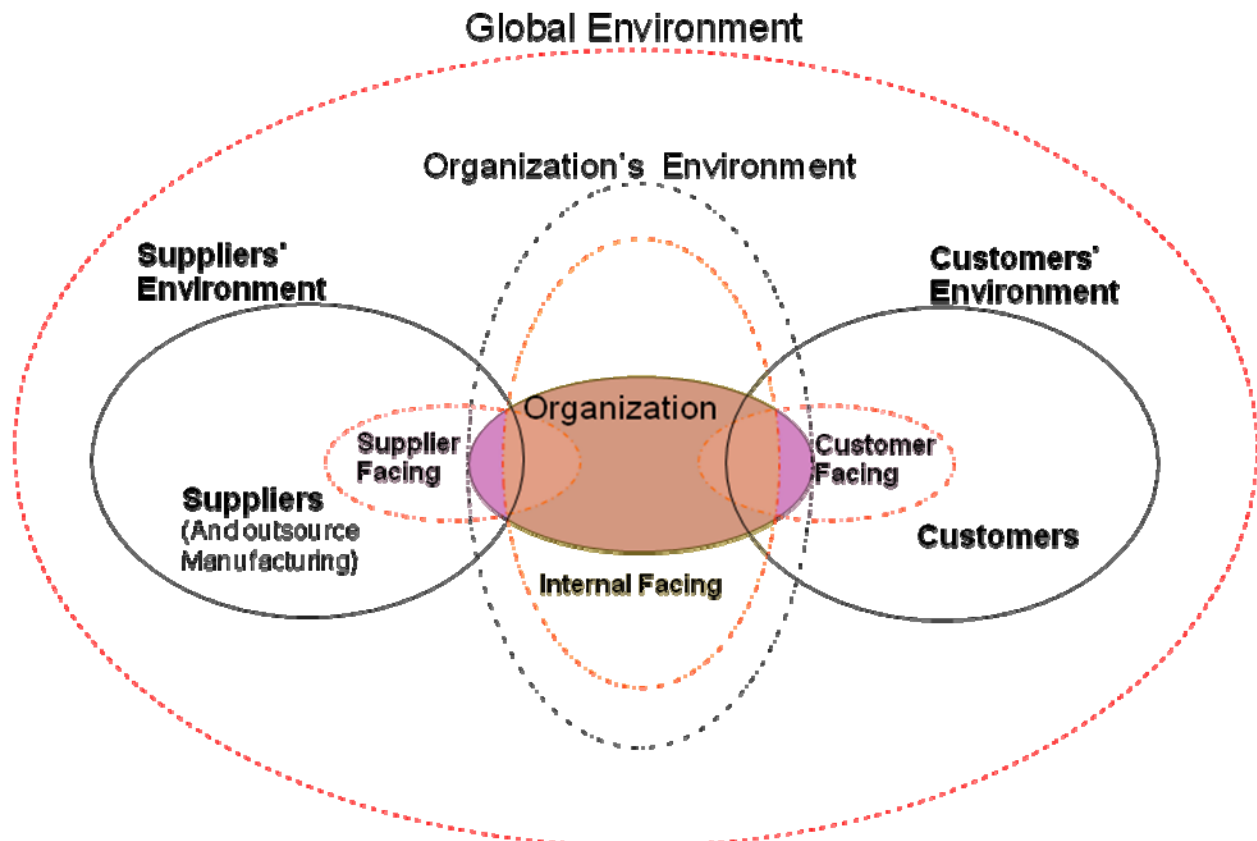 Global Environment
Organization's Environment
Suppliers'
Environment
Customers'
Environment
Organization
Supplier
Facing
Customer
Facing
Suppliers
(And outsource
Manufacturing)
Customers
Internal Facing